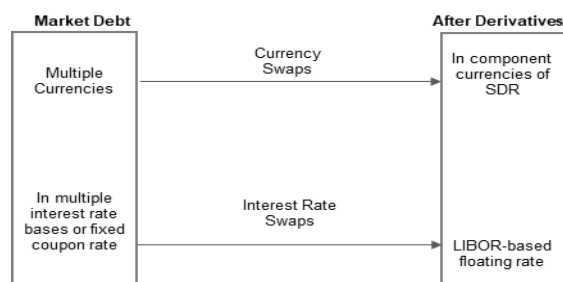 Market Debt
After Derivatives
Multiple
Currencies
Currency
Swaps
In component
currencies of
SDR
In multiple
interest rate
bases or fixed
coupon rate
Interest Rate
Swaps
LIBOR-based
floating rate